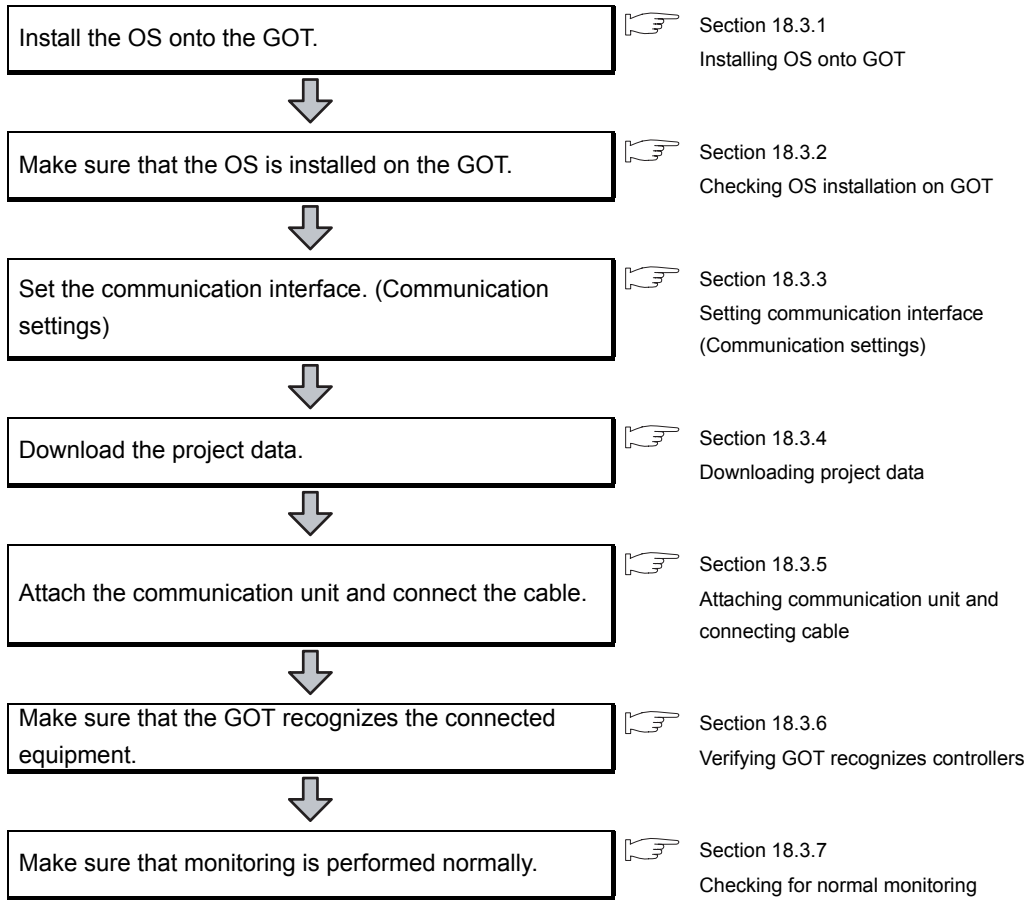 Install the OS onto the GOT.
Section 18.3.1
Installing OS onto GOT
Make sure that the OS is installed on the GOT.
Section 18.3.2
Checking OS installation on GOT
Set the communication interface. (Communication
settings)
Section 18.3.3
Setting communication interface
(Communication settings)
Download the project data.
Section 18.3.4
Downloading project data
Attach the communication unit and connect the cable.
Section 18.3.5
Attaching communication unit and
connecting cable
Make sure that the GOT recognizes the connected
equipment.
Section 18.3.6
Verifying GOT recognizes controllers
Make sure that monitoring is performed normally.
Section 18.3.7
Checking for normal monitoring